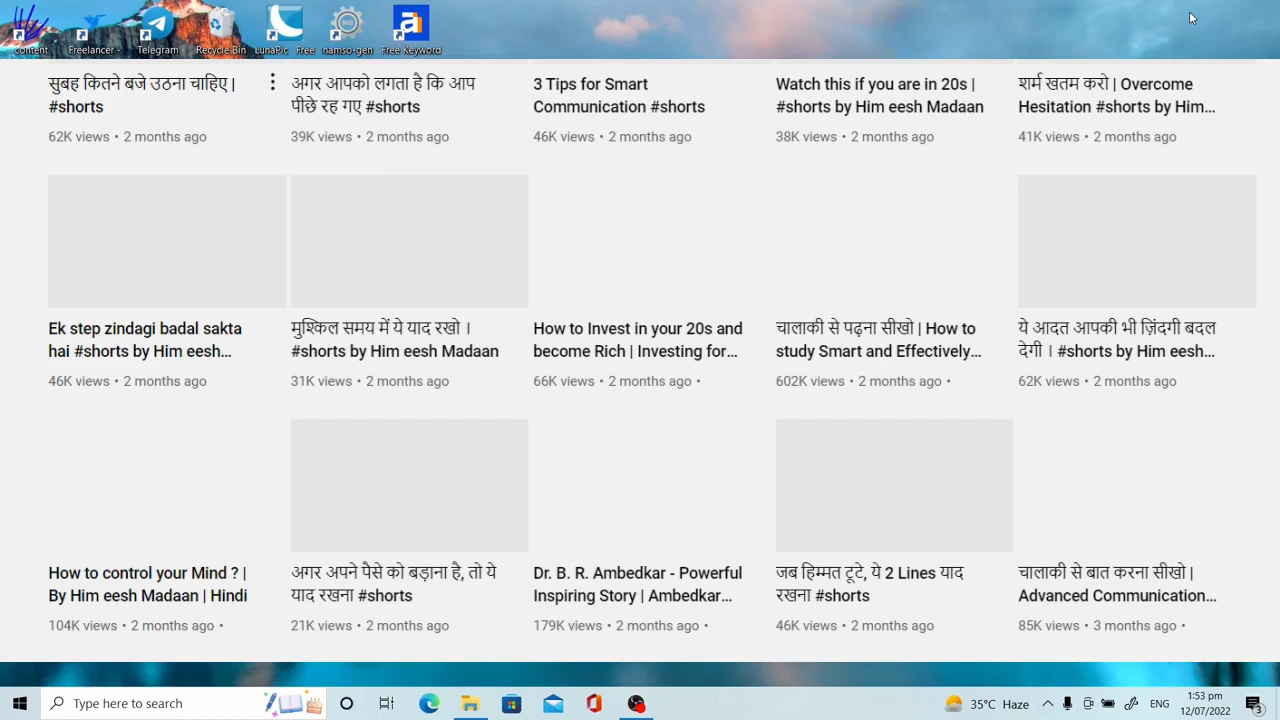 content
Freelancer -
Telegram
Recycle Bin
LunaPic Free
namso-gen
Free Keyword
सुबह कितने बजे उठना चाहिए |
#shorts
62K views • 2 months ago
अगर आपको लगता है कि आप
पीछे रह गए #shorts
39K views • 2 months ago
3 Tips for Smart
Communication #shorts
46K views • 2 months ago
Watch this if you are in 20s |
#shorts by Him eesh Madaan
38K views • 2 months ago
शर्म खतम करो | Overcome
Hesitation #shorts by Him...
41K views • 2 months ago
Ek step zindagi badal sakta
hai #shorts by Him eesh...
46K views • 2 months ago
मुश्किल समय में ये याद रखो ।
#shorts by Him eesh Madaan
31K views • 2 months ago
How to Invest in your 20s and
become Rich | Investing for...
66K views • 2 months ago •
चालाकी से पढ़ना सीखो | How to
study Smart and Effectively...
602K views • 2 months ago •
ये आदत आपकी भी ज़िंदगी बदल
देगी । #shorts by Him eesh...
62K views • 2 months ago
How to control your Mind ? |
By Him eesh Madaan | Hindi
104K views • 2 months ago •
अगर अपने पैसे को बड़ाना है, तो ये
याद रखना #shorts
21K views • 2 months ago
Dr. B. R. Ambedkar - Powerful
Inspiring Story | Ambedkar...
179K views • 2 months ago •
जब हिम्मत टूटे, ये 2 Lines याद
रखना #shorts
46K views • 2 months ago
चालाकी से बात करना सीखो |
Advanced Communication...
85K views • 3 months ago •
Type here to search
35°C Haze
ENG
1:53 pm
12/07/2022
3